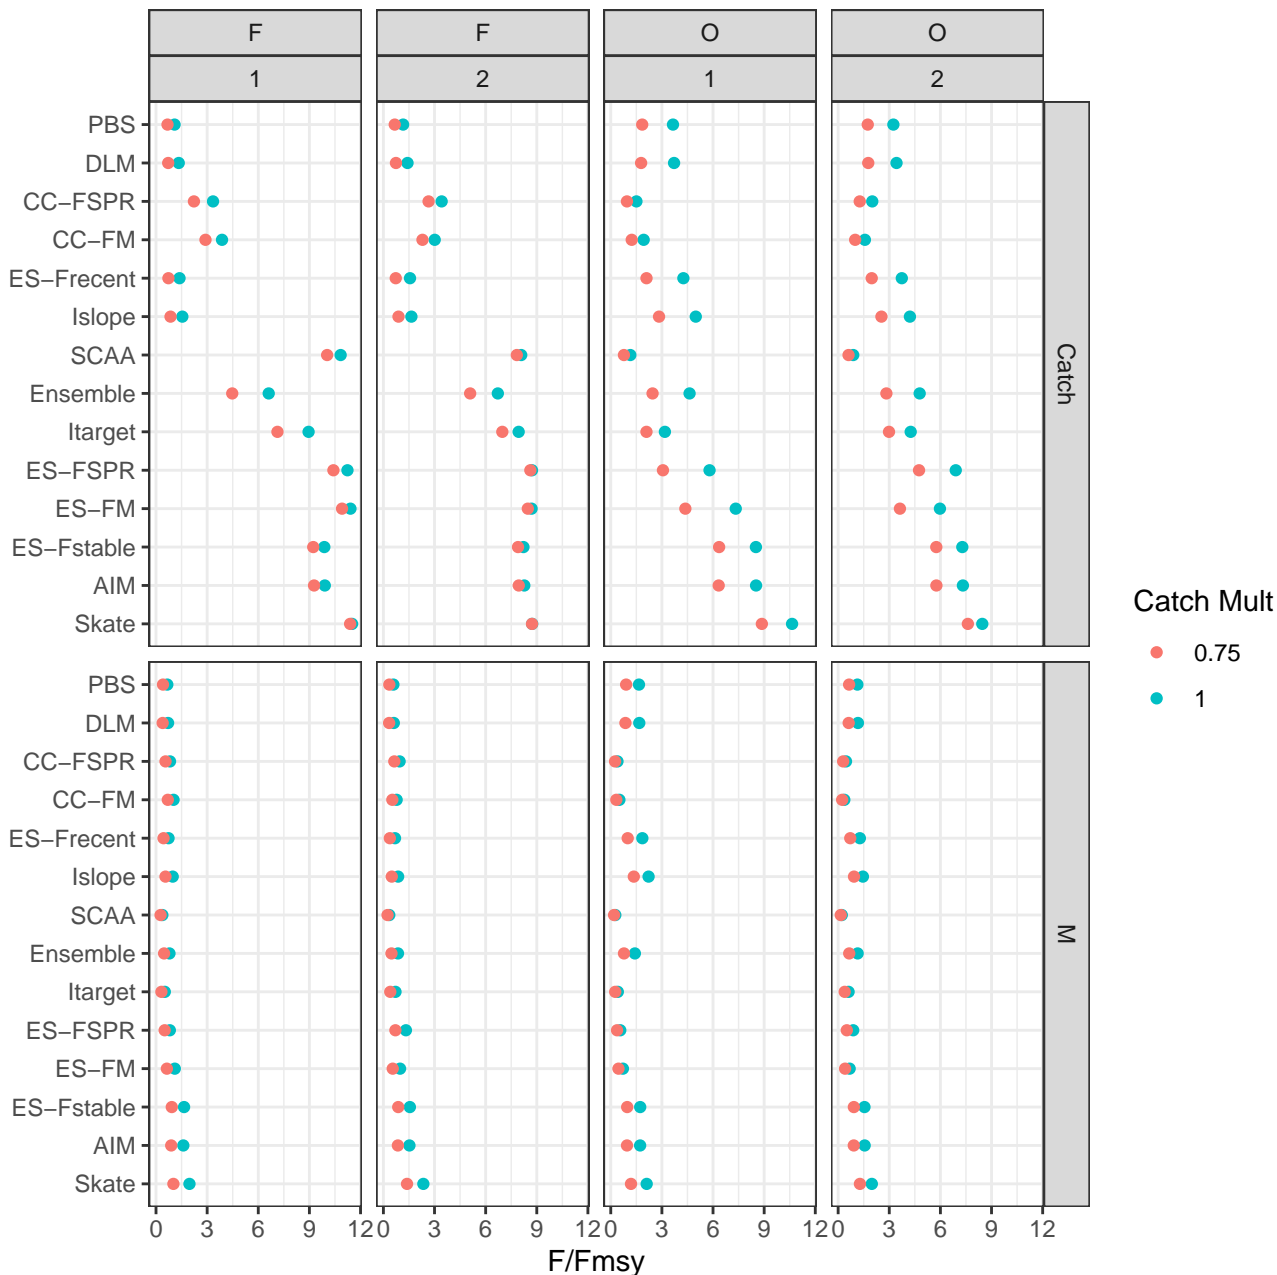 F F O O
1 2 1 2
PBS
DLM
CC−FSPR
CC−FM
ES−Frecent
Islope
SCAA
Ensemble
Itarget
ES−FSPR
ES−FM
ES−Fstable
AIM
Skate
Catch
PBS
DLM
CC−FSPR
CC−FM
ES−Frecent
Islope
SCAA
Ensemble
Itarget
ES−FSPR
ES−FM
ES−Fstable
AIM
Skate
M
0 3 6 9 12 0 3 6 9 12 0 3 6 9 12 0 3 6 9 12
F/Fmsy
Catch Mult
0.75
1